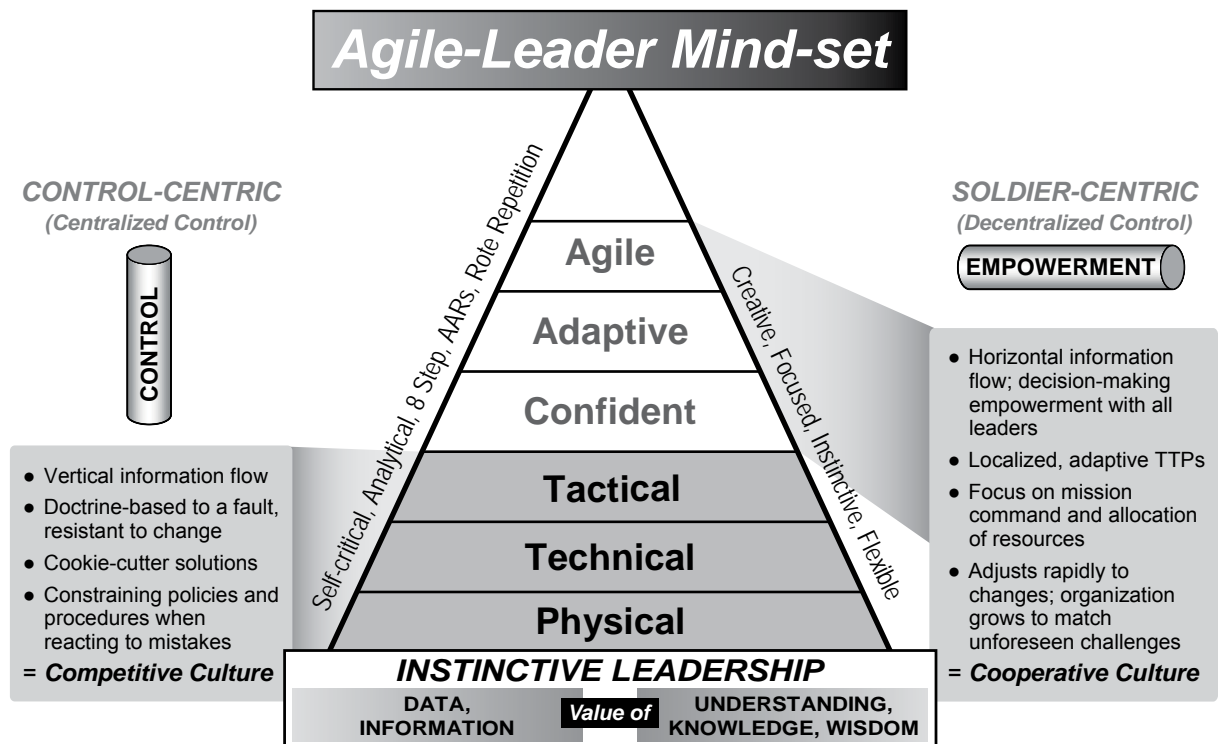 Agile-Leader Mind-set
CONTROL-CENTRIC
(Centralized Control)
CONTROL
● Vertical information flow
● Doctrine-based to a fault,
resistant to change
● Cookie-cutter solutions
● Constraining policies and
procedures when
reacting to mistakes
= Competitive Culture
Self-critical, Analytical, 8 Step, AARs, Rote Repetition
Agile
Adaptive
Confident
Tactical
Technical
Physical
Creative, Focused, Instinctive, Flexible
SOLDIER-CENTRIC
(Decentralized Control)
EMPOWERMENT
● Horizontal information
flow; decision-making
empowerment with all
leaders
● Localized, adaptive TTPs
● Focus on mission
command and allocation
of resources
● Adjusts rapidly to
changes; organization
grows to match
unforeseen challenges
= Cooperative Culture
INSTINCTIVE LEADERSHIP
DATA,
INFORMATION
Value of
UNDERSTANDING,
KNOWLEDGE, WISDOM